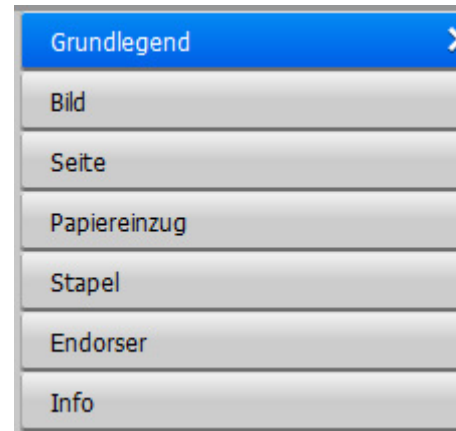 Grundlegend
Bild
Seite
Papiereinzug
Stapel
Endorser
Info